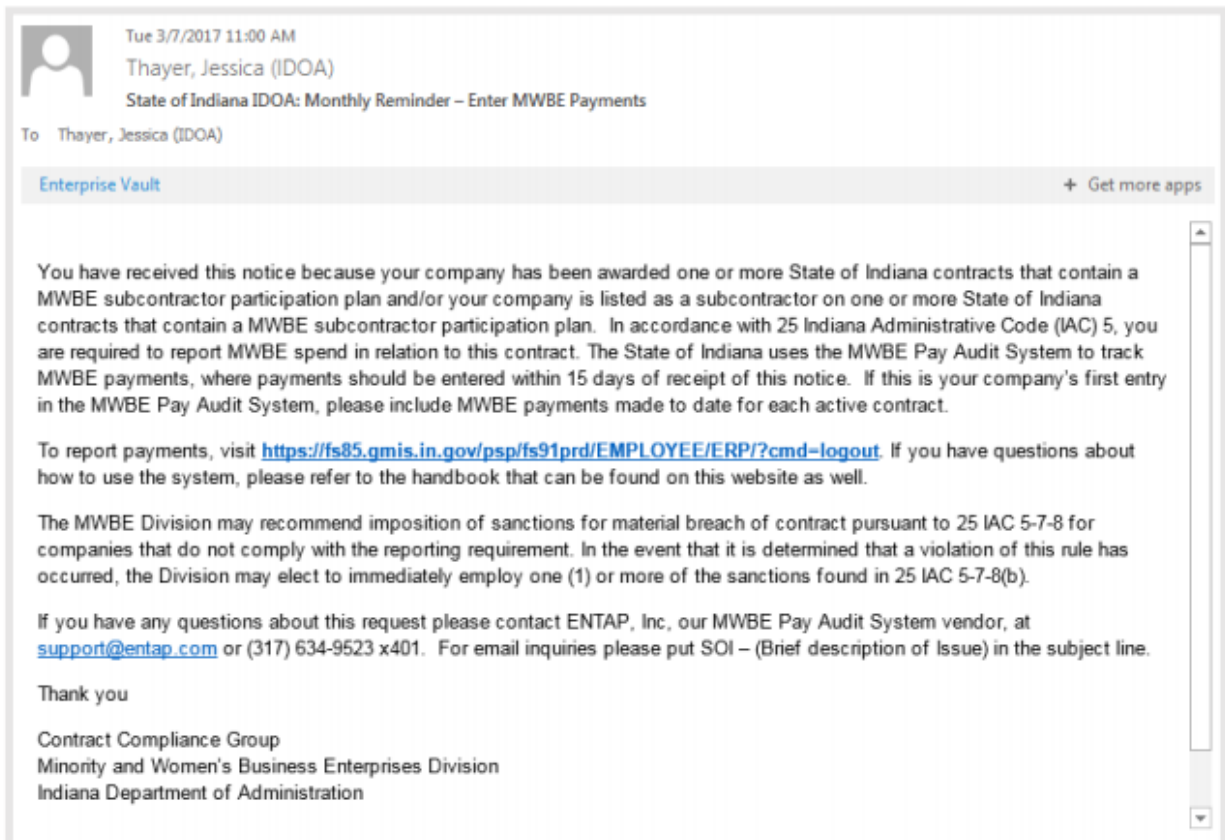 Tue 3/7/2017 11:00 AM
Thayer, Jessica (IDOA)
State of Indiana IDOA: Monthly Reminder – Enter MWBE Payments
To Thayer, Jessica (IDOA)
Enterprise Vault
+ Get more apps
You have received this notice because your company has been awarded one or more State of Indiana contracts that contain a
MWBE subcontractor participation plan and/or your company is listed as a subcontractor on one or more State of Indiana
contracts that contain a MWBE subcontractor participation plan. In accordance with 25 Indiana Administrative Code (IAC) 5, you
are required to report MWBE spend in relation to this contract. The State of Indiana uses the MWBE Pay Audit System to track
MWBE payments, where payments should be entered within 15 days of receipt of this notice. If this is your company's first entry
in the MWBE Pay Audit System, please include MWBE payments made to date for each active contract.
To report payments, visit https://fs85.gmis.in.gov/psp/fs91prd/EMPLOYEE/ERP/?cmd=logout. If you have questions about
how to use the system, please refer to the handbook that can be found on this website as well.
The MWBE Division may recommend imposition of sanctions for material breach of contract pursuant to 25 IAC 5-7-8 for
companies that do not comply with the reporting requirement. In the event that it is determined that a violation of this rule has
occurred, the Division may elect to immediately employ one (1) or more of the sanctions found in 25 IAC 5-7-8(b).
If you have any questions about this request please contact ENTAP, Inc, our MWBE Pay Audit System vendor, at
support@entap.com or (317) 634-9523 x401. For email inquiries please put SOI – (Brief description of Issue) in the subject line.
Thank you
Contract Compliance Group
Minority and Women's Business Enterprises Division
Indiana Department of Administration